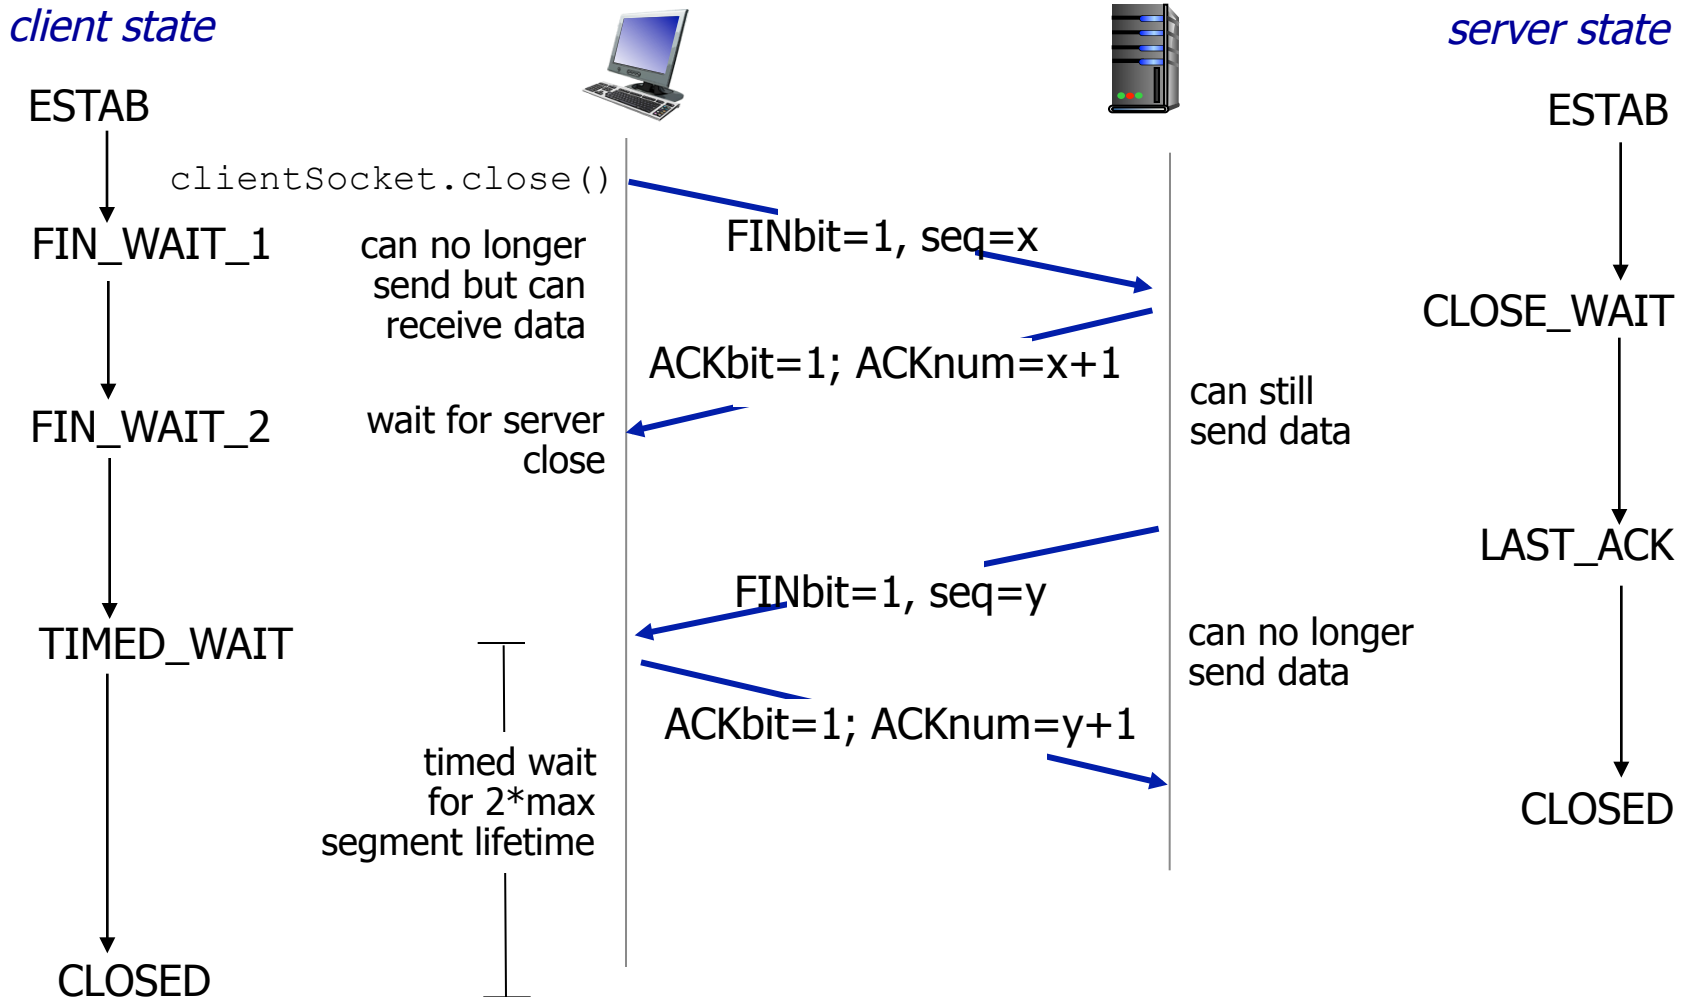 client state
server state
ESTAB
ESTAB
clientSocket.close()
FIN_WAIT_1
can no longer
send but can
receive data
FINbit=1, seq=x
CLOSE_WAIT
ACKbit=1; ACKnum=x+1
can still
send data
FIN_WAIT_2
wait for server
close
LAST_ACK
FINbit=1, seq=y
can no longer
send data
TIMED_WAIT
ACKbit=1; ACKnum=y+1
timed wait
for 2*max
segment lifetime
CLOSED
CLOSED